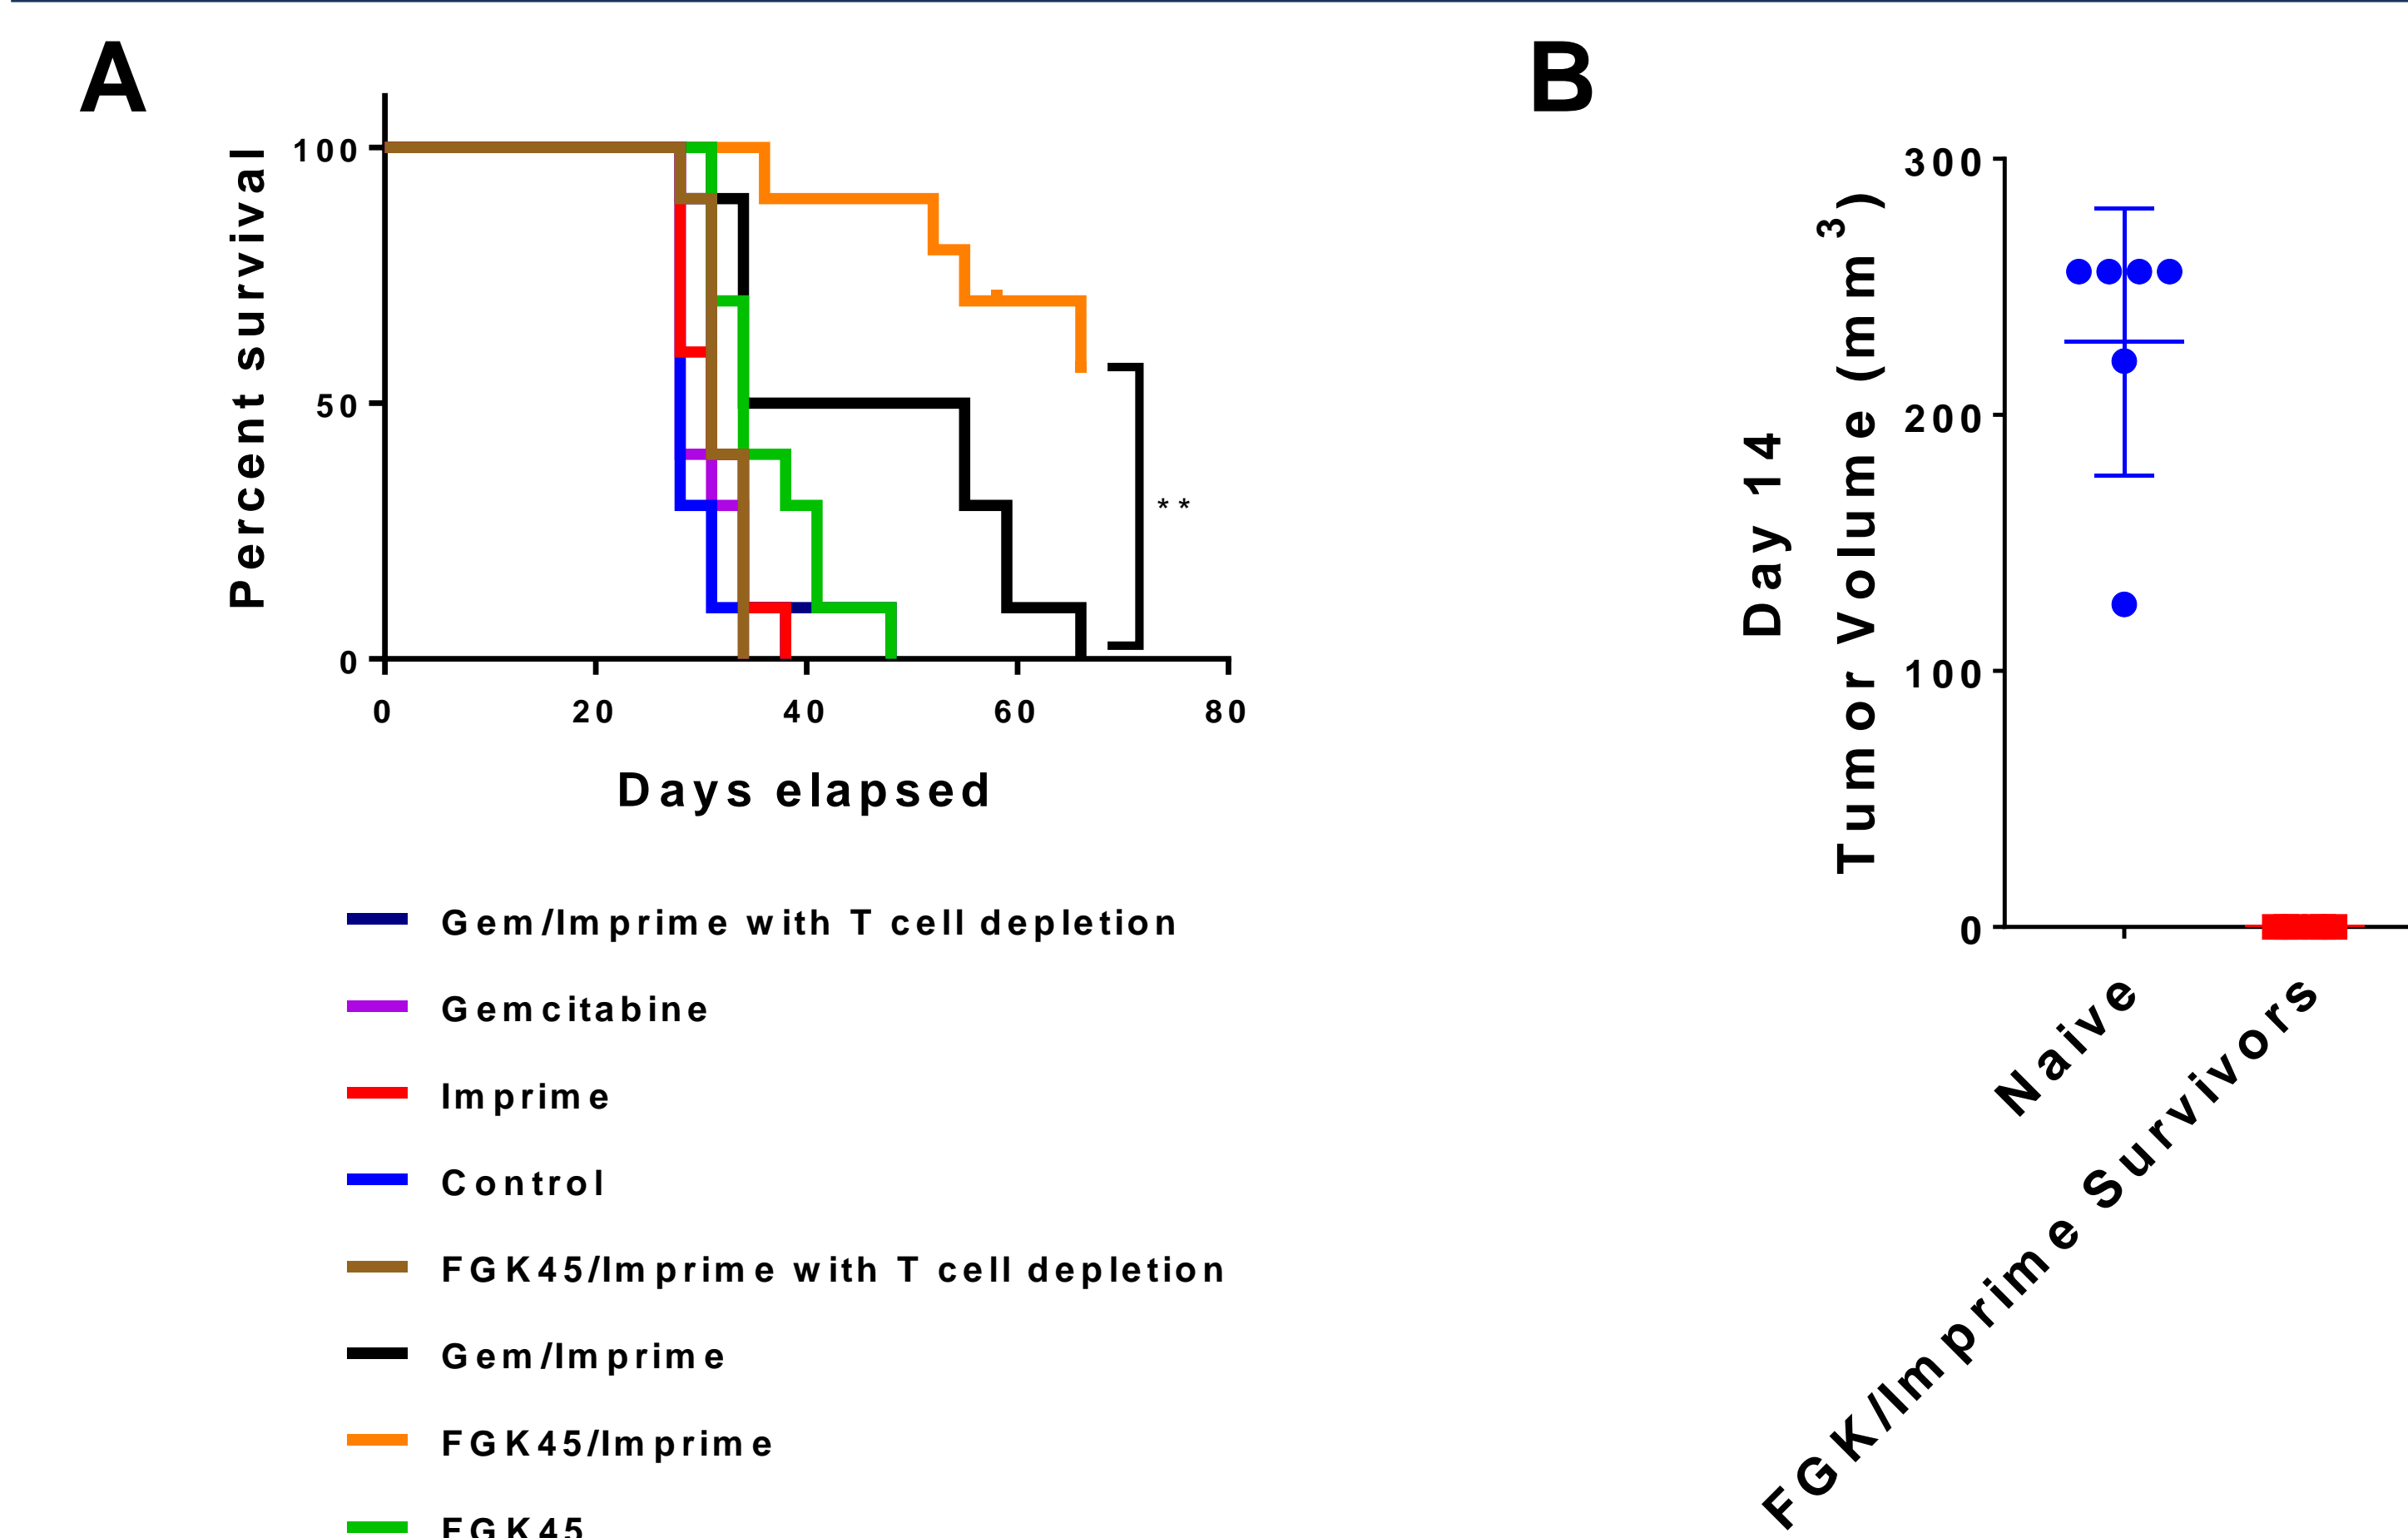 A
Percent survival
100
50
0
0 20 40 60 80
Days elapsed
**
Gem/Imprime with T cell depletion
Gemcitabine
Imprime
Control
FGK45/Imprime with T cell depletion
Gem/Imprime
FGK45/Imprime
FGK45
B
Day 14
Tumor Volume (mm3)
300
200
100
0
Naive
FGK/Imprime Survivors